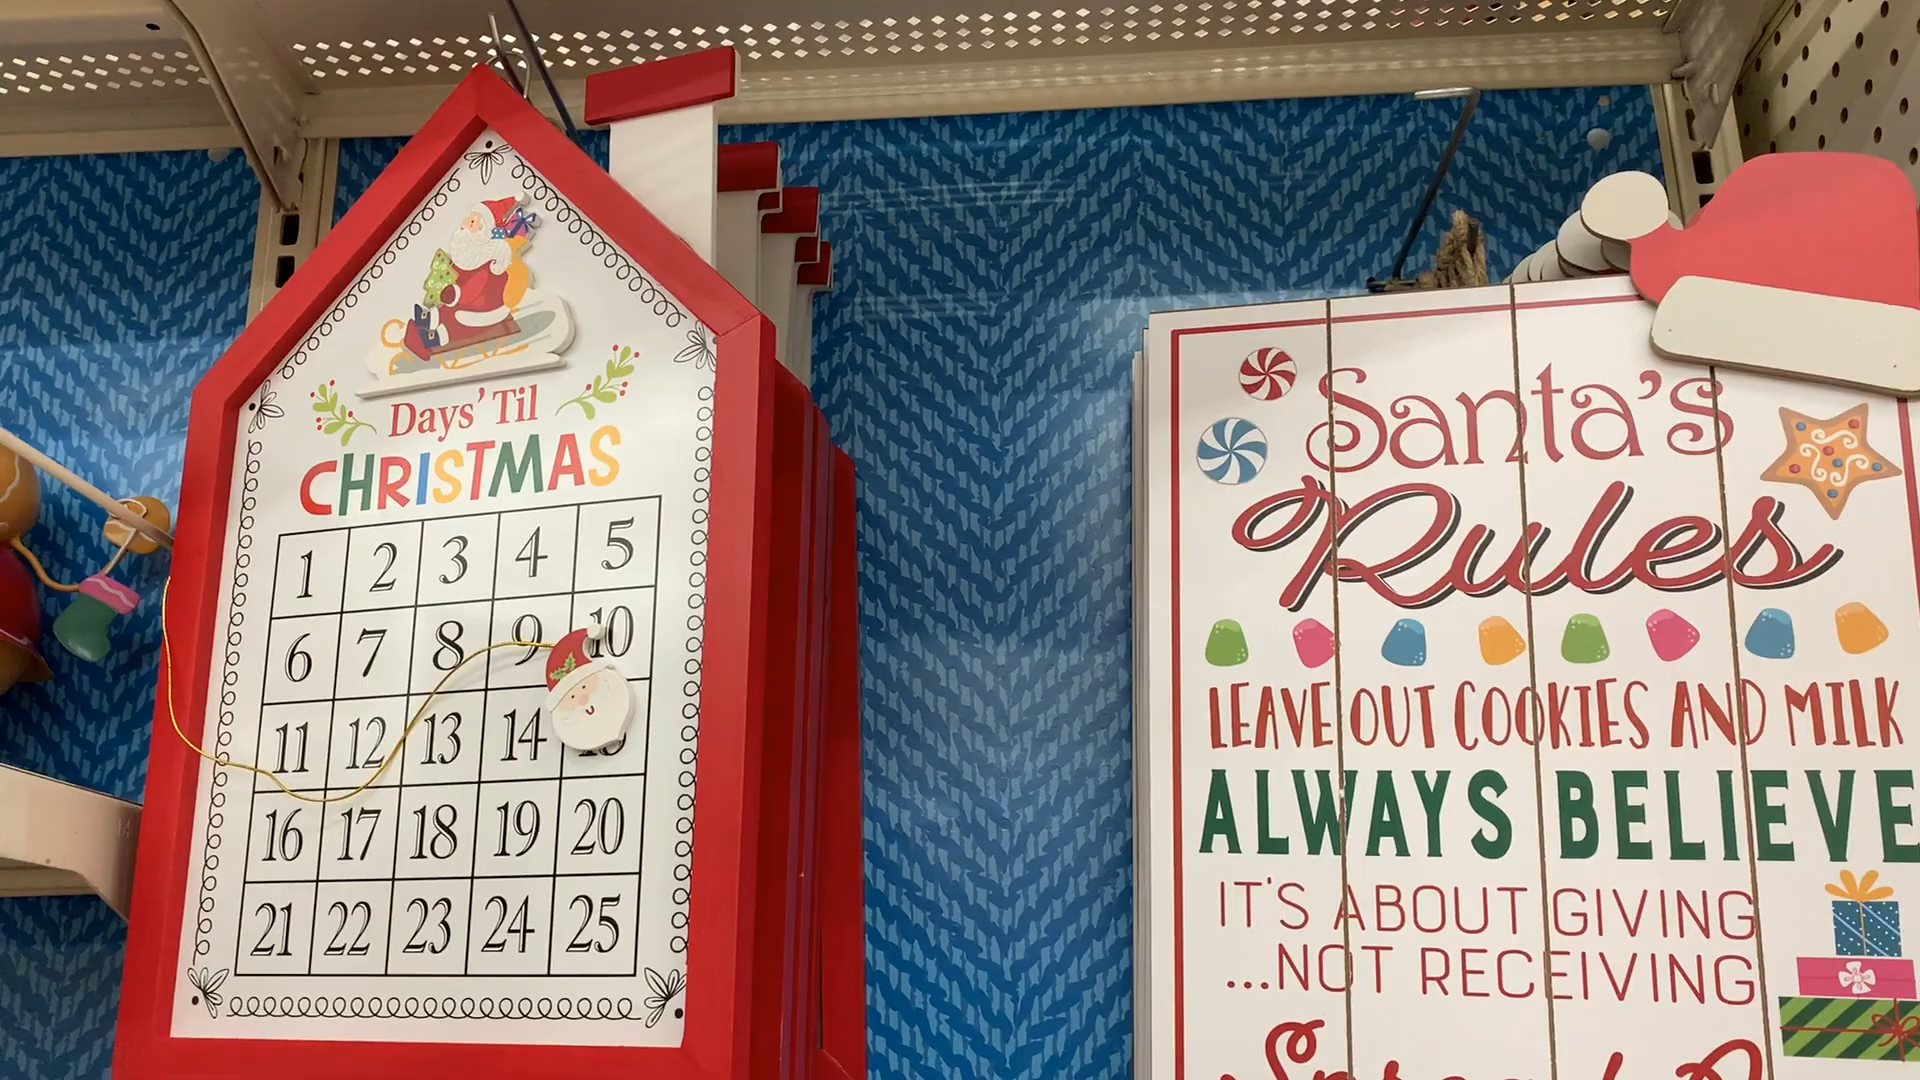 Days' Til
CHRISTMAS
1 2 3 4 5
6 7 8 9 10
11 12 13 14
16 17 18 19 20
21 22 23 24 25
Santa's
Rules
LEAVE OUT COOKIES AND MILK
ALWAYS BELIEVE
IT'S ABOUT GIVING
...NOT RECEIVING